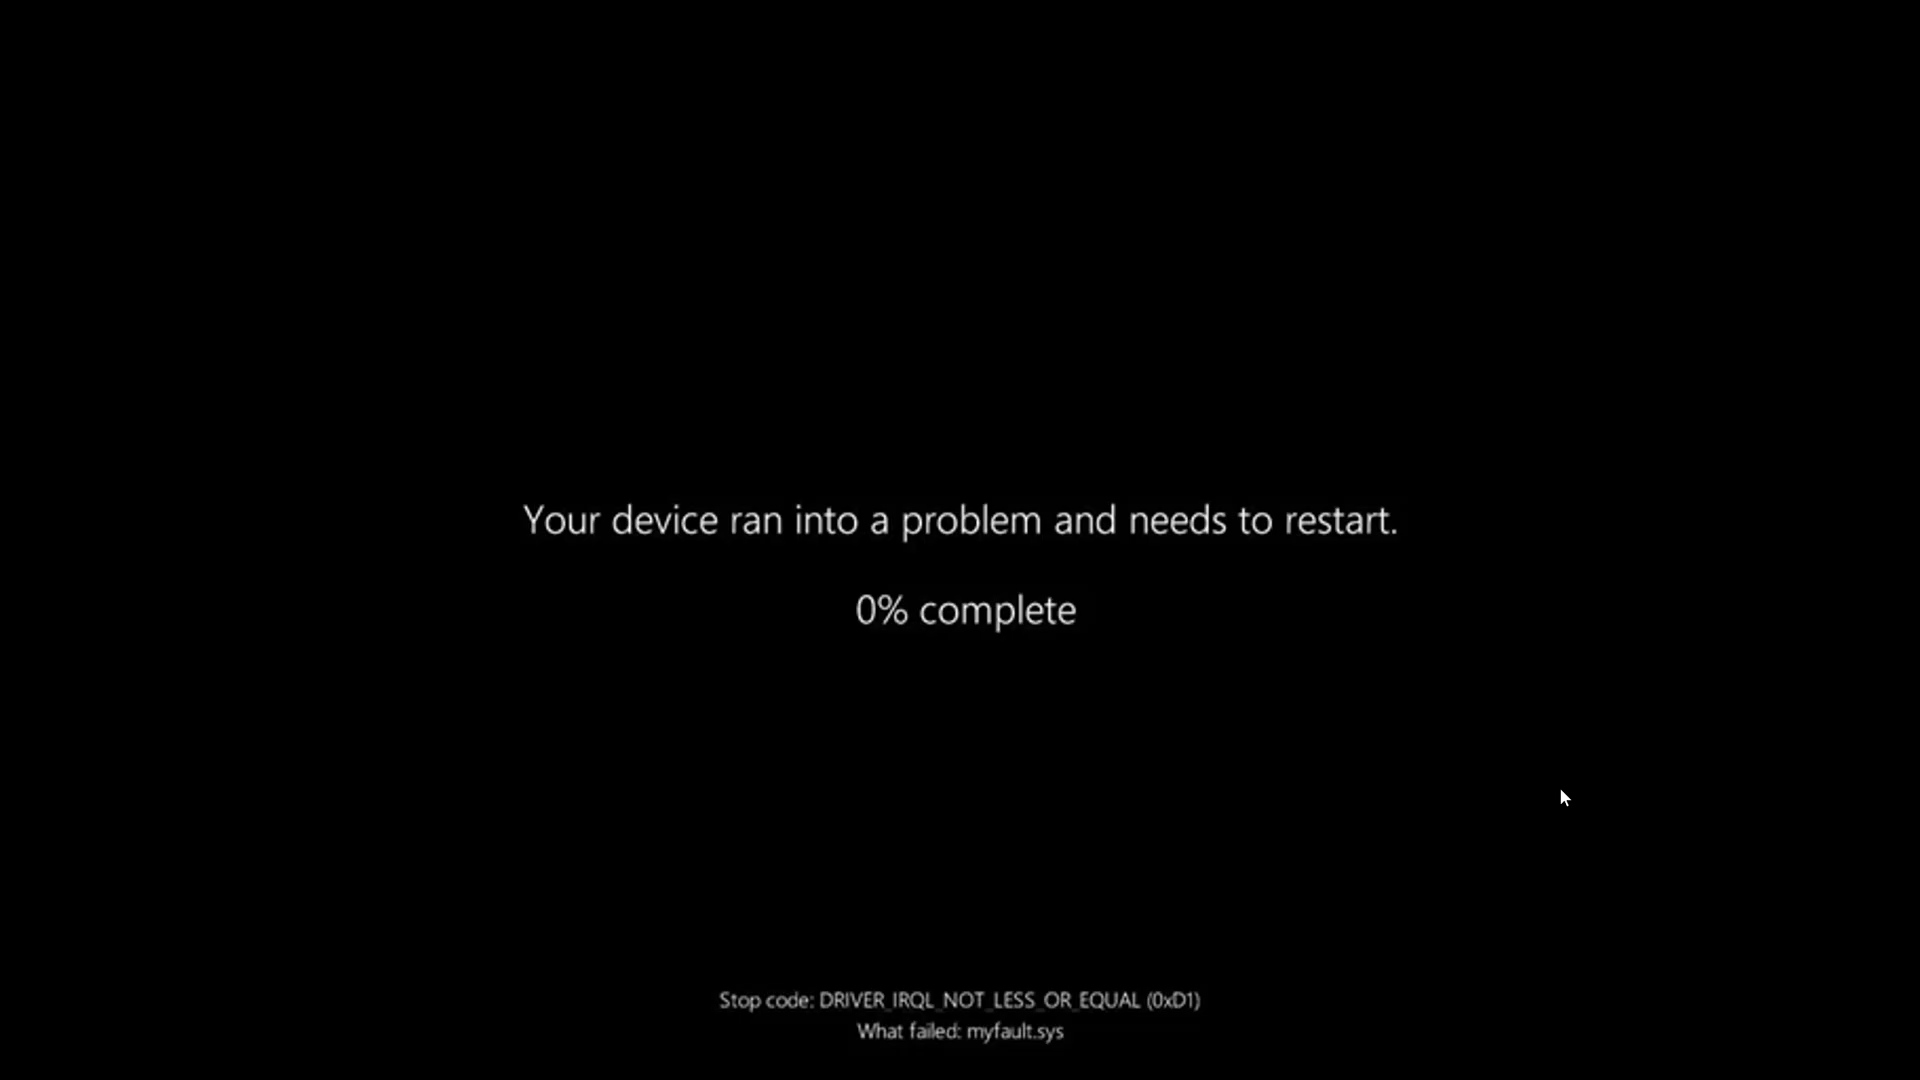 Your device ran into a problem and needs to restart.
0% complete
Stop code: DRIVER_IRQL_NOT_LESS_OR_EQUAL (0xD1)
What failed: myfault.sys